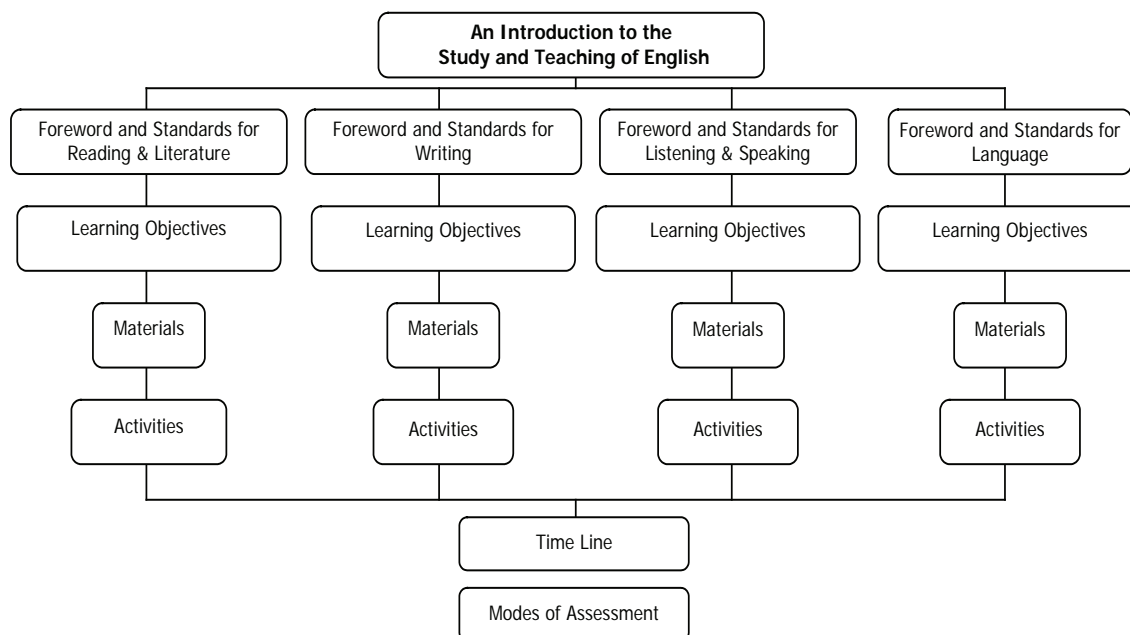 An Introduction to the
Study and Teaching of English
Foreword and Standards for
Reading & Literature
Foreword and Standards for
Writing
Foreword and Standards for
Listening & Speaking
Foreword and Standards for
Language
Learning Objectives
Learning Objectives
Learning Objectives
Learning Objectives
Materials
Materials
Materials
Materials
Activities
Activities
Activities
Activities
Time Line
Modes of Assessment